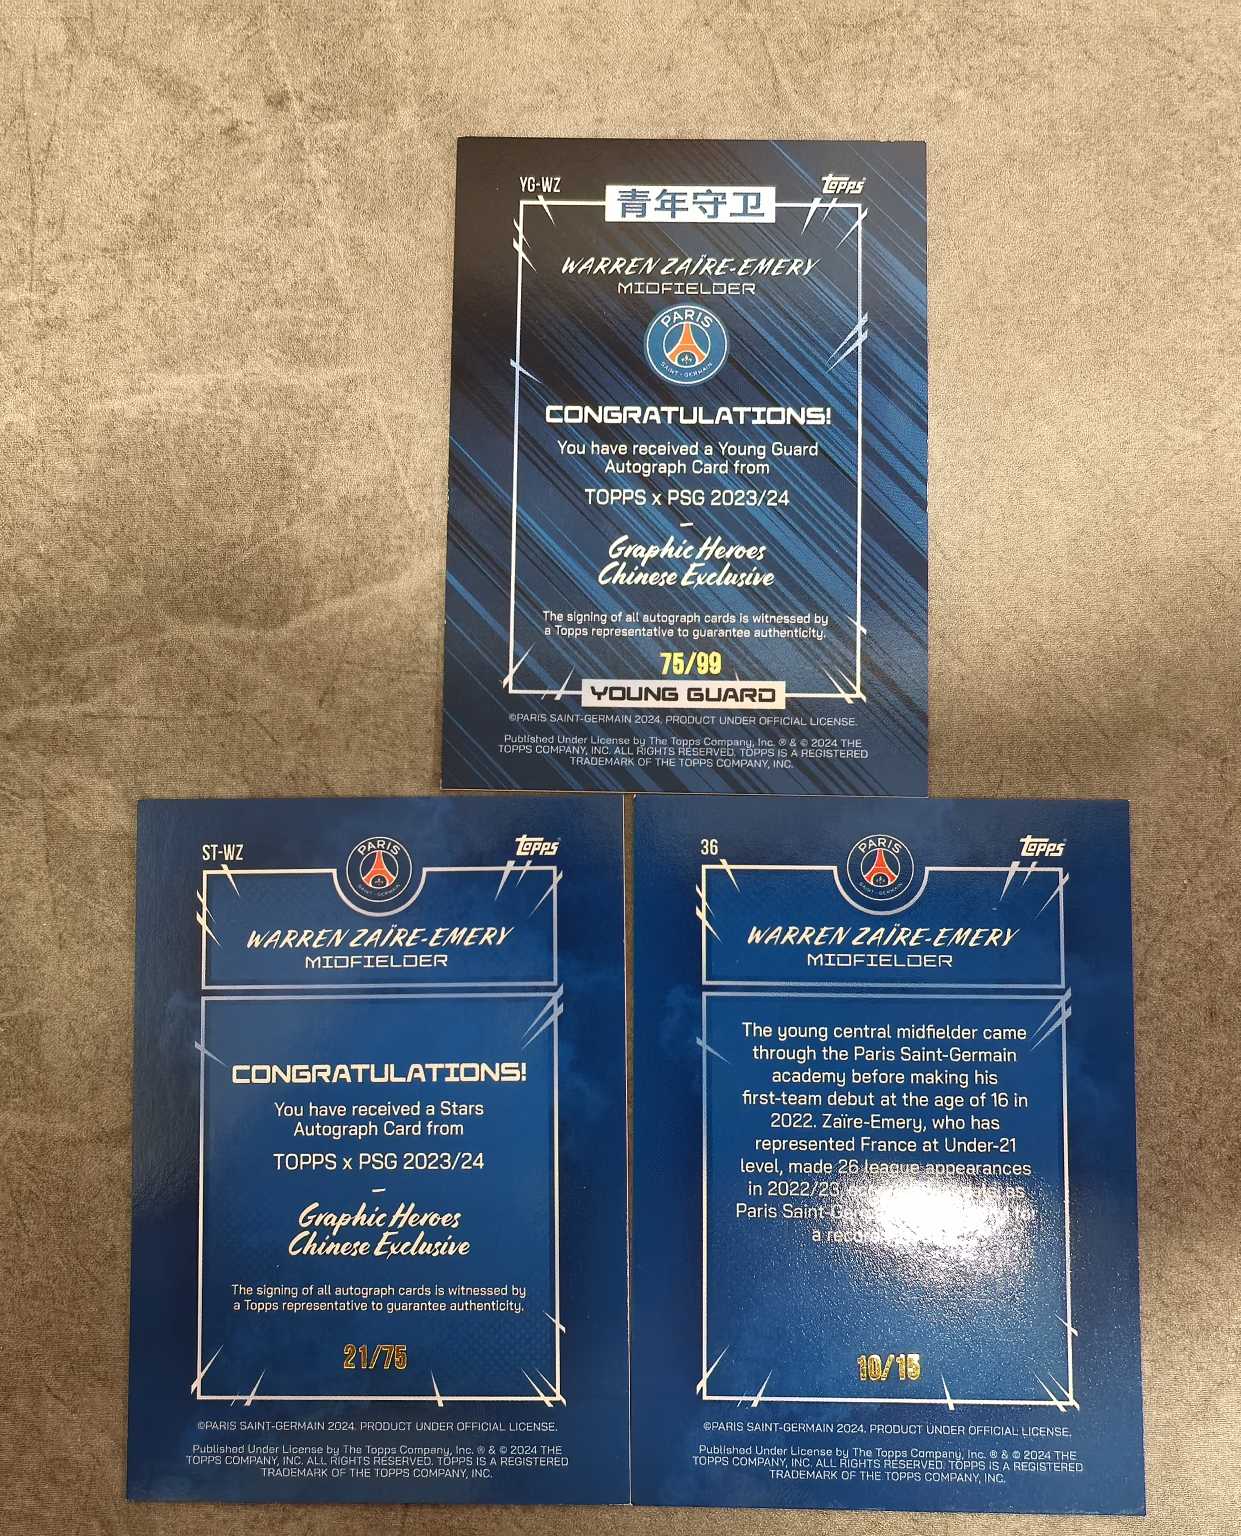 YG-WZ
青年守卫
Topps
WARREN ZAÏRE-EMERY
MIDFIELDER
PARIS
SAINT-GERMAIN
CONGRATULATIONS!
You have received a Young Guard
Autograph Card from
TOPPS x PSG 2023/24
–
Graphic Heroes
Chinese Exclusive
The signing of all autograph cards is witnessed by
a Topps representative to guarantee authenticity.
75/99
YOUNG GUARD
©PARIS SAINT-GERMAIN 2024. PRODUCT UNDER OFFICIAL LICENSE.
Published Under License by The Topps Company, Inc. ® & © 2024 THE
TOPPS COMPANY, INC. ALL RIGHTS RESERVED. TOPPS IS A REGISTERED
TRADEMARK OF THE TOPPS COMPANY, INC.
ST-WZ
PARIS
SAINT-GERMAIN
Topps
WARREN ZAÏRE-EMERY
MIDFIELDER
CONGRATULATIONS!
You have received a Stars
Autograph Card from
TOPPS x PSG 2023/24
–
Graphic Heroes
Chinese Exclusive
The signing of all autograph cards is witnessed by
a Topps representative to guarantee authenticity.
21/75
©PARIS SAINT-GERMAIN 2024. PRODUCT UNDER OFFICIAL LICENSE.
Published Under License by The Topps Company, Inc. ® & © 2024 THE
TOPPS COMPANY, INC. ALL RIGHTS RESERVED. TOPPS IS A REGISTERED
TRADEMARK OF THE TOPPS COMPANY, INC.
36
PARIS
SAINT-GERMAIN
Topps
WARREN ZAÏRE-EMERY
MIDFIELDER
The young central midfielder came
through the Paris Saint-Germain
academy before making his
first-team debut at the age of 16 in
2022. Zaïre-Emery, who has
represented France at Under-21
level, made 26 league appearances
in 2022/23 as
Paris for
a
10/15
©PARIS SAINT-GERMAIN 2024. PRODUCT UNDER OFFICIAL LICENSE.
Published Under License by The Topps Company, Inc. ® & © 2024 THE
TOPPS COMPANY, INC. ALL RIGHTS RESERVED. TOPPS IS A REGISTERED
TRADEMARK OF THE TOPPS COMPANY, INC.